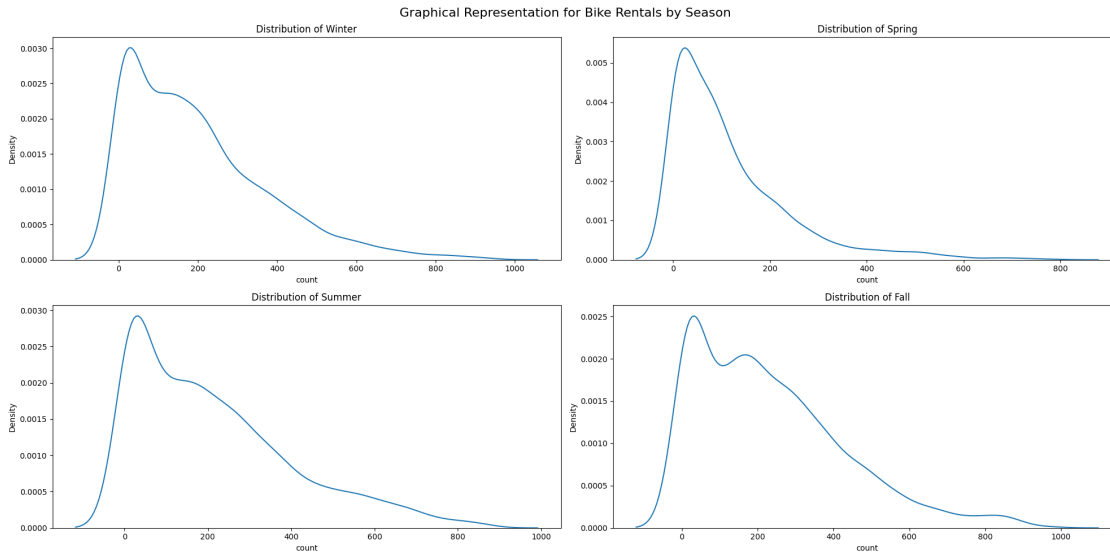 Graphical Representation for Bike Rentals by Season
Distribution of Winter
0.0030
0.0025
0.0020
0.0015
0.0010
0.0005
0.0000
Density
0 200 400 600 800 1000
count
Distribution of Spring
0.005
0.004
0.003
0.002
0.001
0.000
Density
0 200 400 600 800
count
Distribution of Summer
0.0030
0.0025
0.0020
0.0015
0.0010
0.0005
0.0000
Density
0 200 400 600 800 1000
count
Distribution of Fall
0.0025
0.0020
0.0015
0.0010
0.0005
0.0000
Density
0 200 400 600 800 1000
count